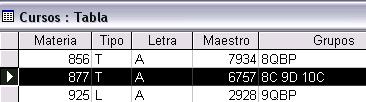 Cursos : Tabla
Materia Tipo Letra Maestro Grupos
856 T A 7934 8QBP
877 T A 6757 8C 9D 10C
925 L A 2928 9QBP